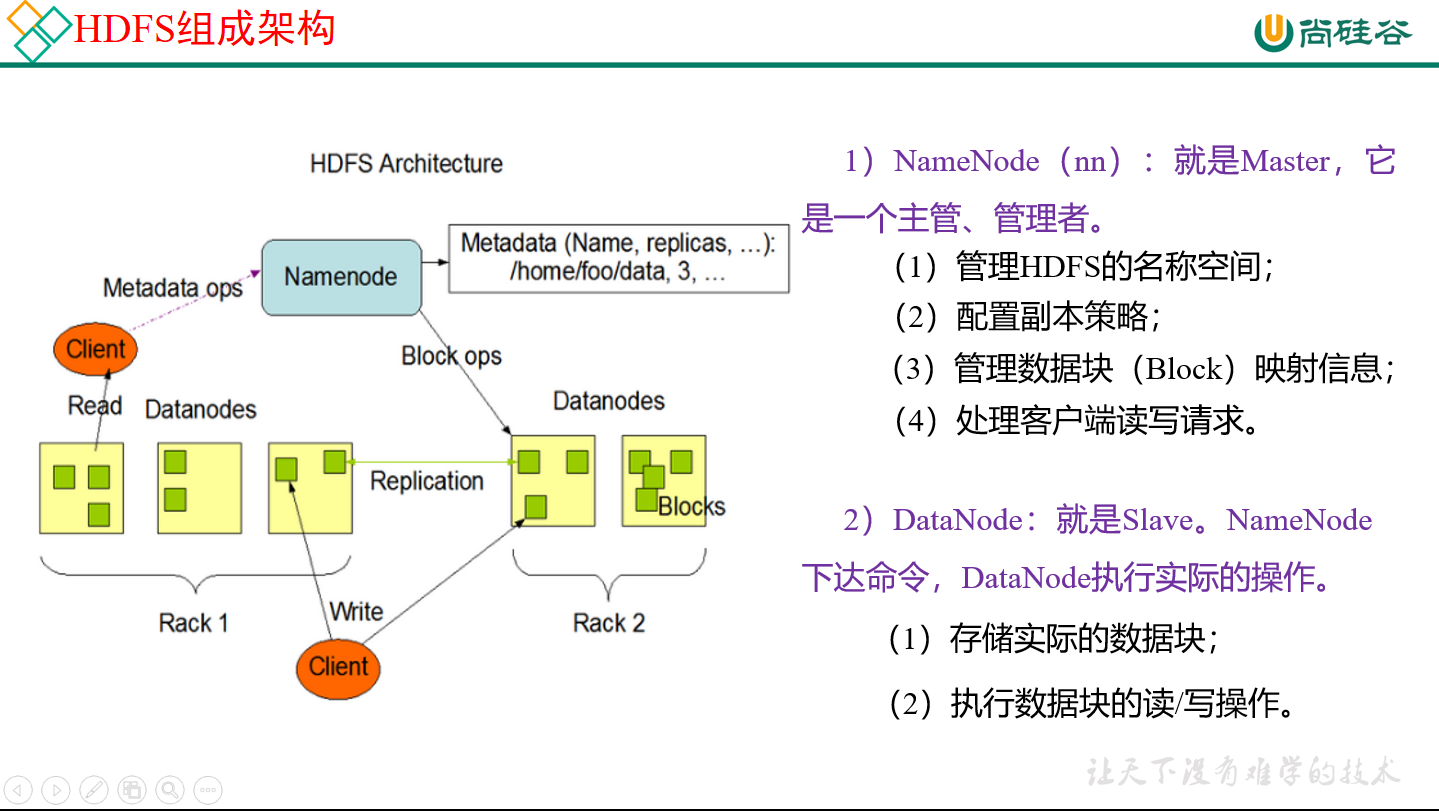 HDFS组成架构
尚硅谷
HDFS Architecture
Metadata (Name, replicas, …):
/home/foo/data, 3, …
Namenode
Metadata ops
Client
Block ops
Read
Datanodes
Datanodes
Replication
Blocks
Rack 1
Write
Rack 2
Client
1）NameNode（nn）：就是Master，它
是一个主管、管理者。
（1）管理HDFS的名称空间；
（2）配置副本策略；
（3）管理数据块（Block）映射信息；
（4）处理客户端读写请求。
2）DataNode：就是Slave。NameNode
下达命令，DataNode执行实际的操作。
（1）存储实际的数据块；
（2）执行数据块的读/写操作。
让天下没有难学的技术